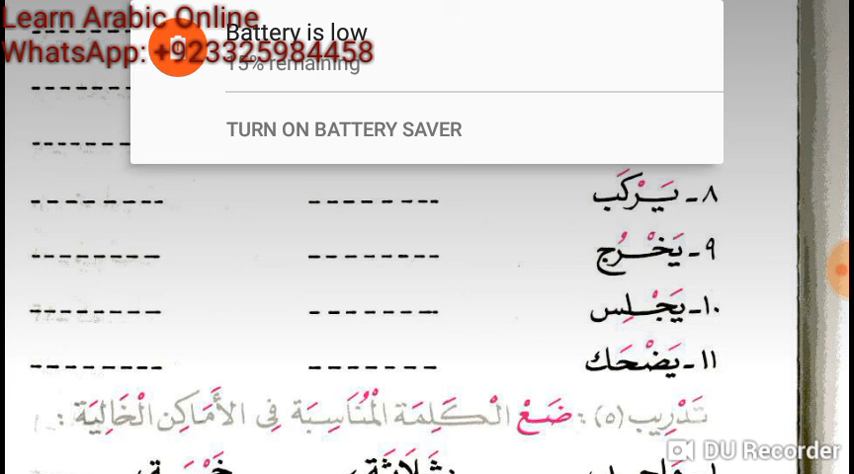 Learn Arabic Online
WhatsApp: +923325984458
Battery is low
15% remaining
TURN ON BATTERY SAVER
٨ - يَرْكَب
٩ - يَخْرُج
١٠ - يَجْلِس
١١ - يَضْحَك
تَدْرِيب (٥) : ضَعْ الْكَلِمَة الْمُنَاسِبَة فِى الأَمَاكِن الْخَالِيَة :
DU Recorder